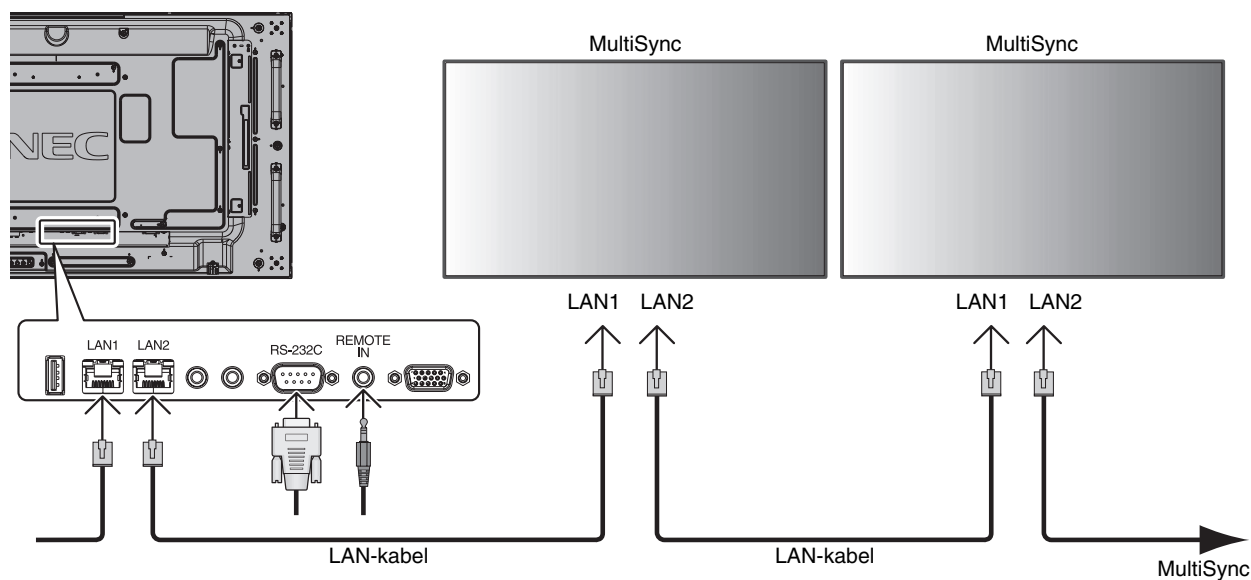 MultiSync
MultiSync
NEC
LAN1 LAN2
LAN1 LAN2
LAN1
LAN2
RS-232C
REMOTE
IN
LAN-kabel
LAN-kabel
MultiSync